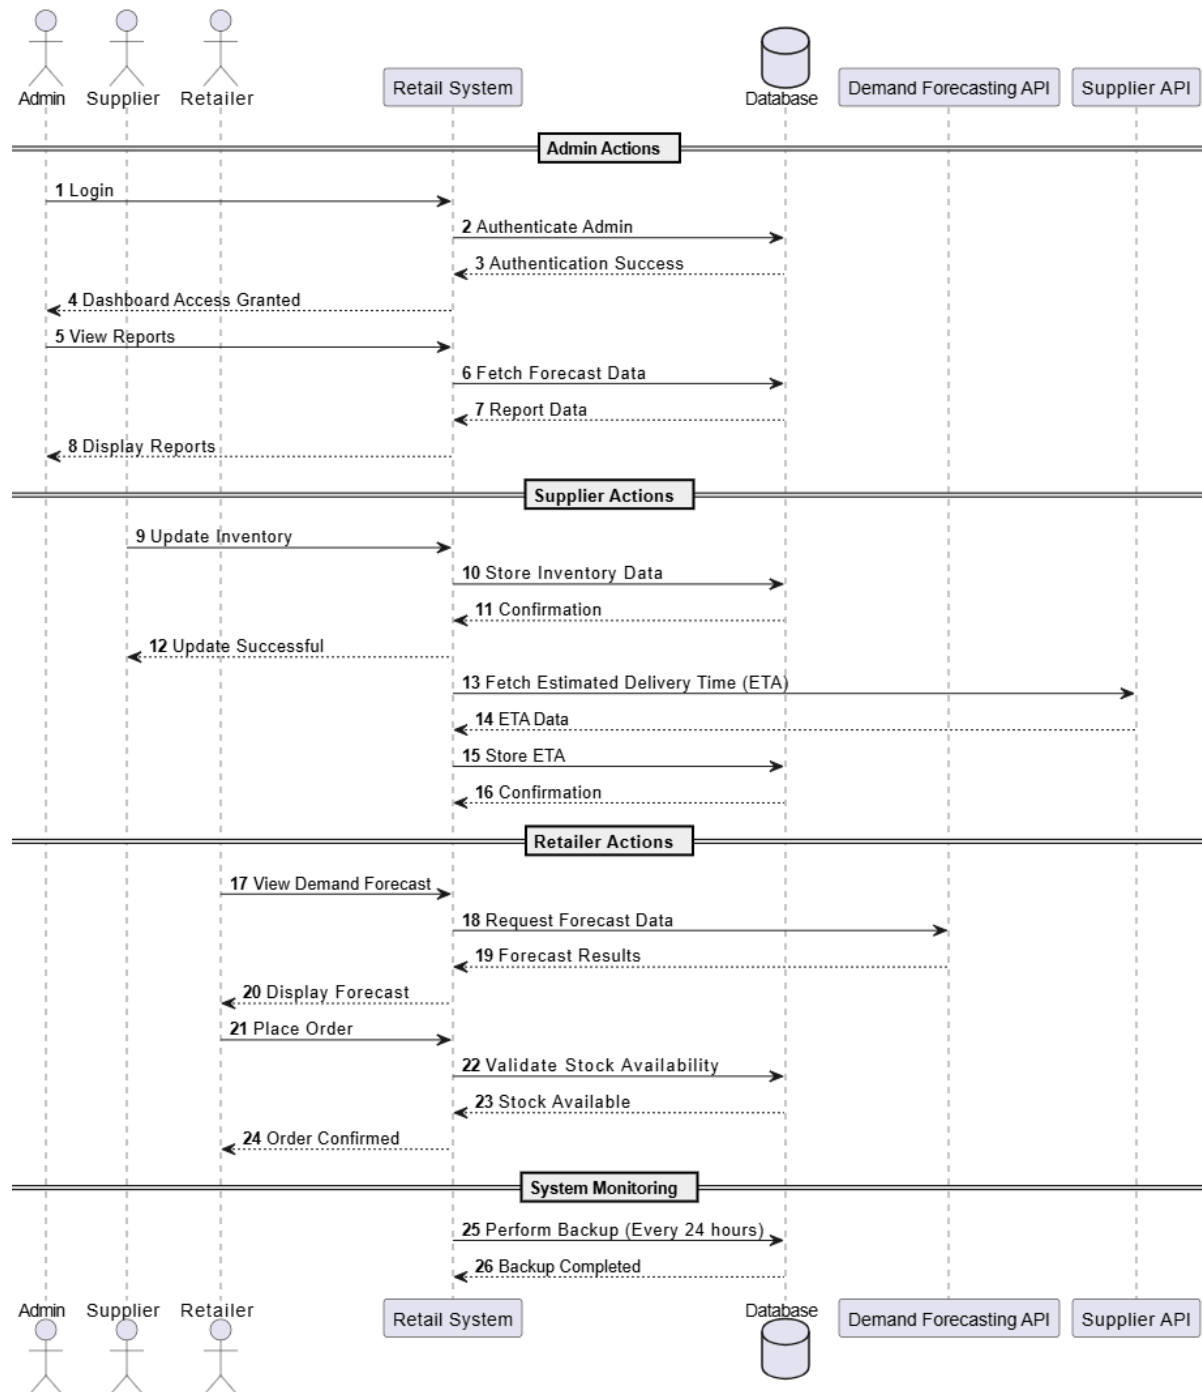 Admin Supplier Retailer Retail System Database Demand Forecasting API Supplier API
Admin Actions
1 Login
2 Authenticate Admin
3 Authentication Success
4 Dashboard Access Granted
5 View Reports
6 Fetch Forecast Data
7 Report Data
8 Display Reports
Supplier Actions
9 Update Inventory
10 Store Inventory Data
11 Confirmation
12 Update Successful
13 Fetch Estimated Delivery Time (ETA)
14 ETA Data
15 Store ETA
16 Confirmation
Retailer Actions
17 View Demand Forecast
18 Request Forecast Data
19 Forecast Results
20 Display Forecast
21 Place Order
22 Validate Stock Availability
23 Stock Available
24 Order Confirmed
System Monitoring
25 Perform Backup (Every 24 hours)
26 Backup Completed
Admin Supplier Retailer Retail System Database Demand Forecasting API Supplier API